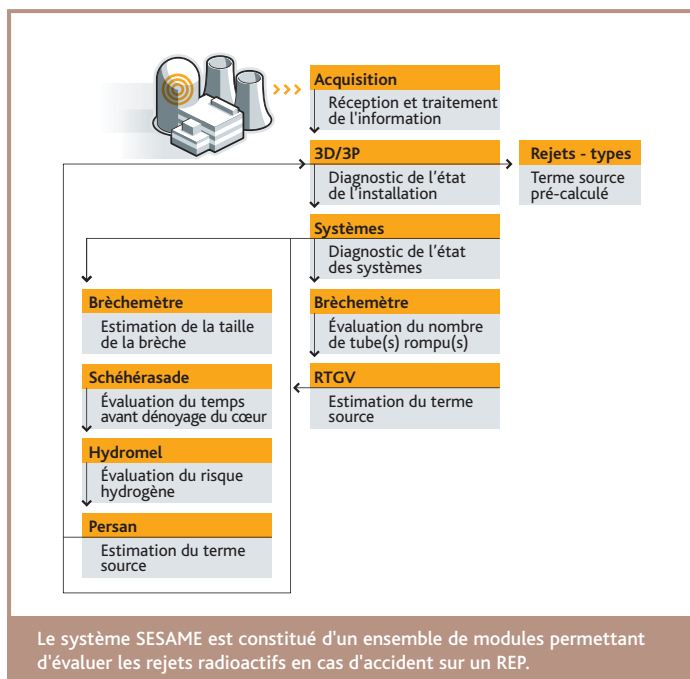 Acquisition
Réception et traitement
de l'information
3D/3P
Diagnostic de l'état
de l'installation
Rejets - types
Terme source
pré-calculé
Systèmes
Diagnostic de l'état
des systèmes
Brèchemètre
Estimation de la taille
de la brèche
Brèchemètre
Évaluation du nombre
de tube(s) rompu(s)
Schéhérasade
Évaluation du temps
avant dénoyage du cœur
RTGV
Estimation du terme
source
Hydromel
Évaluation du risque
hydrogène
Persan
Estimation du terme
source
Le système SESAME est constitué d'un ensemble de modules permettant
d'évaluer les rejets radioactifs en cas d'accident sur un REP.